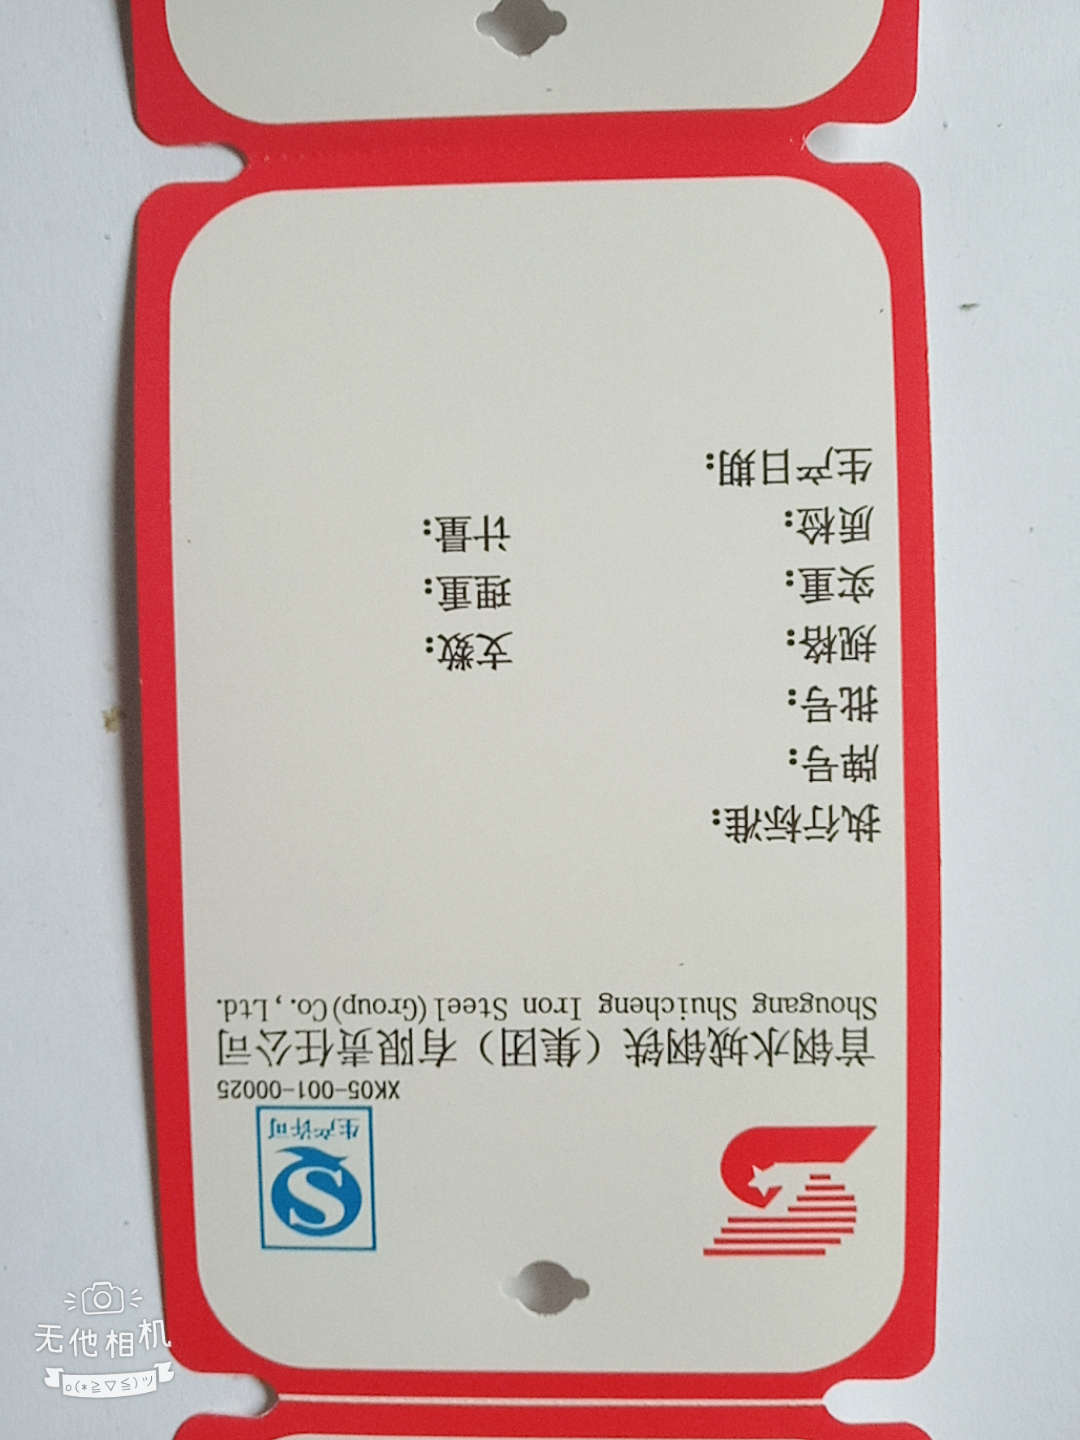 生产许可
XK05-001-00025
首钢水城钢铁（集团）有限责任公司
Shougang Shuicheng Iron Steel(Group)Co.,Ltd.
执行标准：
牌号：
批号：
规格： 支数：
实重： 理重：
质检： 计量：
生产日期：
无他相机
o(*≧▽≦)ツ